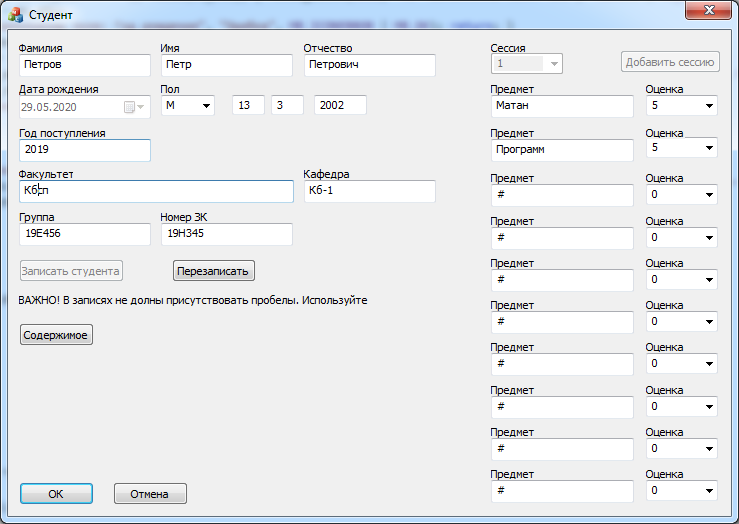 Студент
Фамилия Имя Отчество Сессия
Петров Петр Петрович 1 Добавить сессию
Дата рождения Пол Предмет Оценка
29.05.2020 М 13 3 2002 Матан 5
Год поступления Предмет Оценка
2019 Программ 5
Факультет Кафедра Предмет Оценка
Кбсп Кб-1 # 0
Группа Номер ЗК Предмет Оценка
19Е456 19Н345 # 0
Записать студента Перезаписать Предмет Оценка
# 0
ВАЖНО! В записях не долны присутствовать пробелы. Используйте Предмет Оценка
# 0
Содержимое Предмет Оценка
# 0
Предмет Оценка
# 0
Предмет Оценка
# 0
Предмет Оценка
ОК Отмена # 0